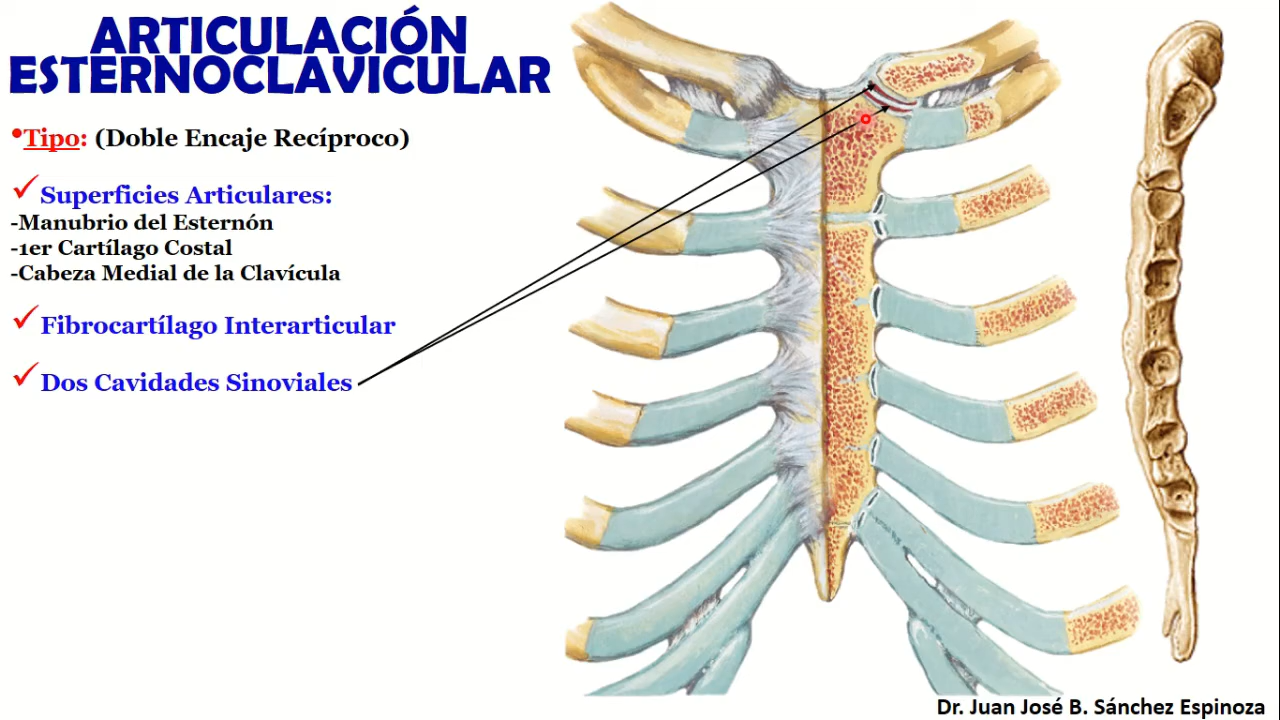 ARTICULACIÓN
ESTERNOCLAVICULAR
•Tipo: (Doble Encaje Recíproco)
✓Superficies Articulares:
-Manubrio del Esternón
-1er Cartílago Costal
-Cabeza Medial de la Clavícula
✓Fibrocartílago Interarticular
✓Dos Cavidades Sinoviales
Dr. Juan José B. Sánchez Espinoza